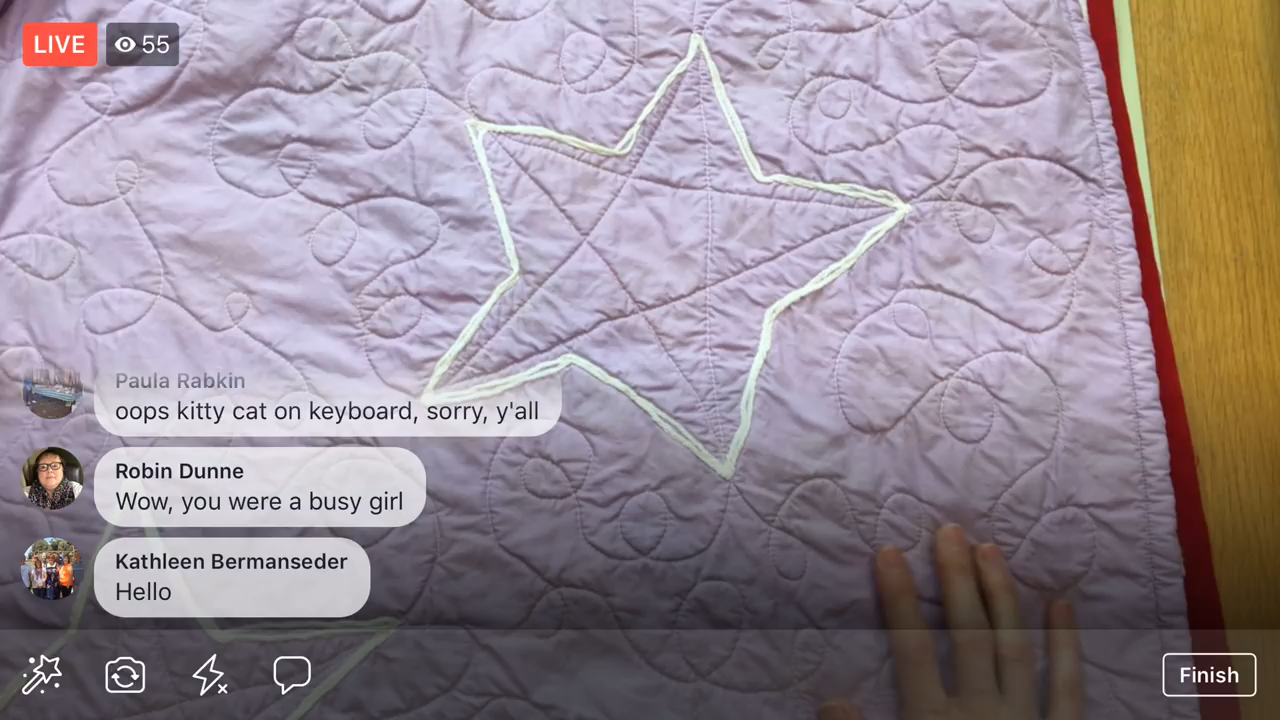 LIVE
55
Paula Rabkin
oops kitty cat on keyboard, sorry, y'all
Robin Dunne
Wow, you were a busy girl
Kathleen Bermanseder
Hello
Finish